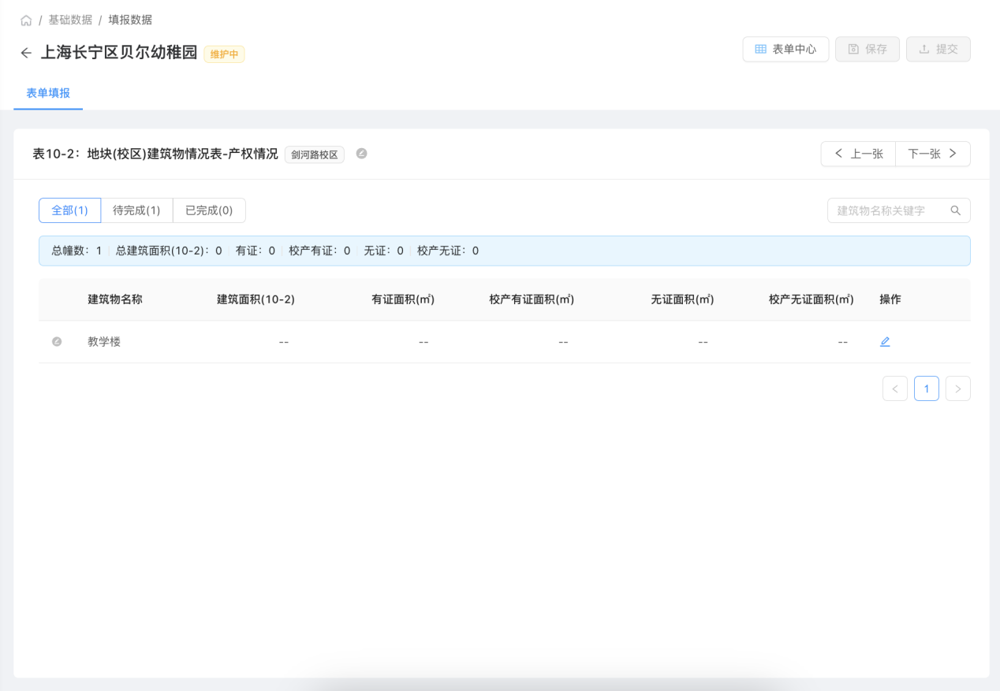 / 基础数据 / 填报数据
上海长宁区贝尔幼稚园 维护中
表单中心 保存 提交
表单填报
表10-2：地块(校区)建筑物情况表-产权情况 剑河路校区
上一张 下一张
全部(1) 待完成(1) 已完成(0)
建筑物名称关键字
总幢数：1 总建筑面积(10-2)：0 有证：0 校产有证：0 无证：0 校产无证：0
建筑物名称 建筑面积(10-2) 有证面积(㎡) 校产有证面积(㎡) 无证面积(㎡) 校产无证面积(㎡) 操作
教学楼 -- -- -- -- --
1